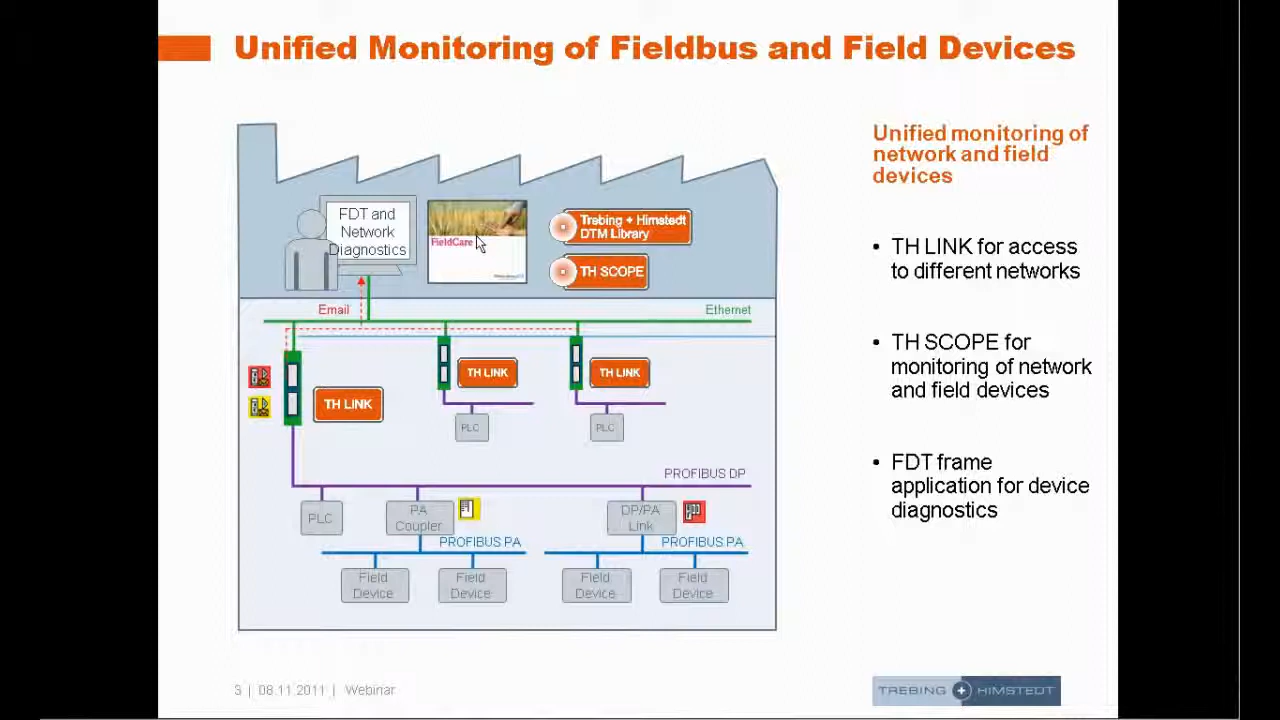 Unified Monitoring of Fieldbus and Field Devices
FDT and
Network
Diagnostics
FieldCare
Trebing + Himstedt
DTM Library
TH SCOPE
Email
Ethernet
TH LINK
TH LINK
TH LINK
PLC
PLC
PROFIBUS DP
PLC
PA
Coupler
DP/PA
Link
PROFIBUS PA
PROFIBUS PA
Field
Device
Field
Device
Field
Device
Field
Device
Unified monitoring of
network and field
devices
• TH LINK for access
to different networks
• TH SCOPE for
monitoring of network
and field devices
• FDT frame
application for device
diagnostics
3 | 08.11.2011 | Webinar
TREBING + HIMSTEDT